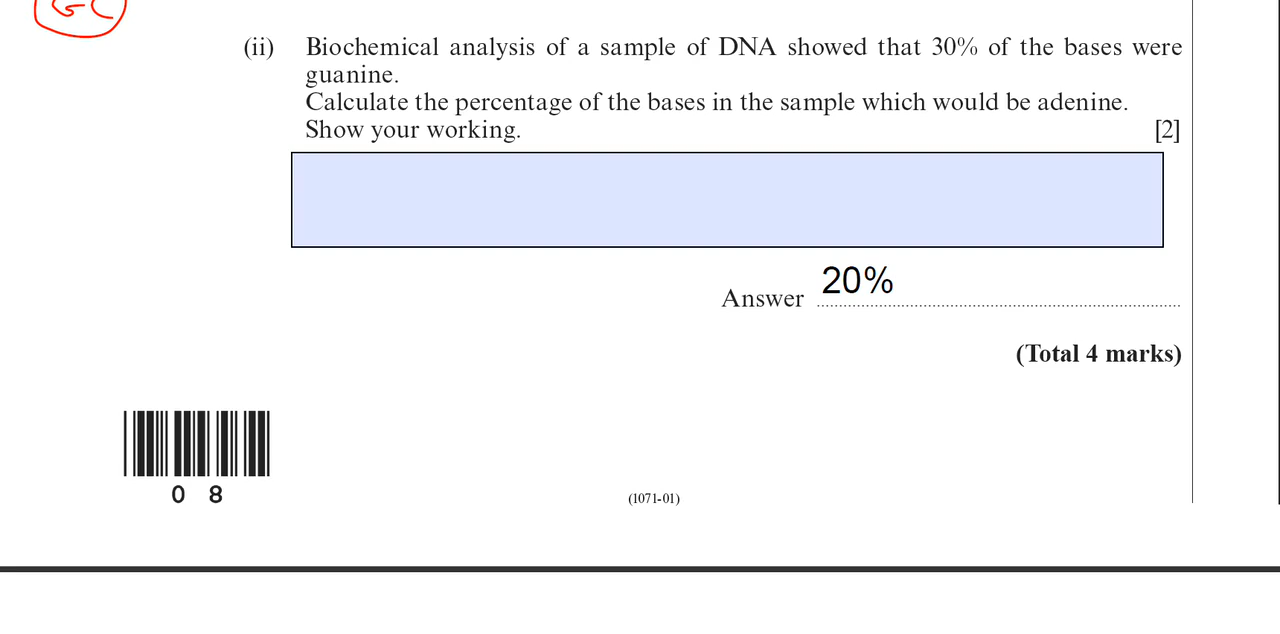 GC
(ii) Biochemical analysis of a sample of DNA showed that 30% of the bases were
guanine.
Calculate the percentage of the bases in the sample which would be adenine.
Show your working. [2]
20%
Answer
(Total 4 marks)
0 8
(1071-01)